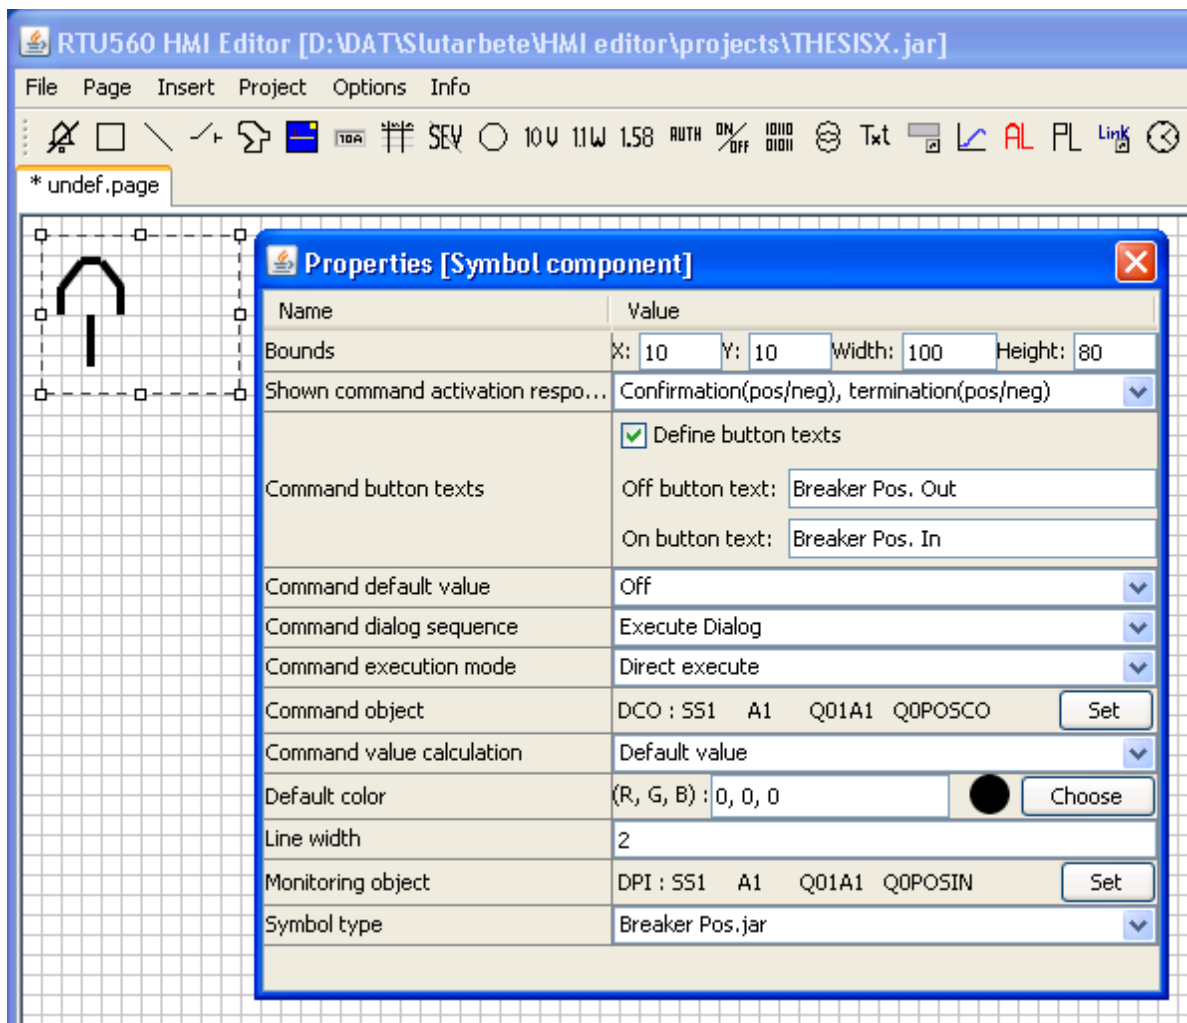 RTU560 HMI Editor [D:\DAT\Slutarbete\HMI editor\projects\THESISX.jar]
File Page Insert Project Options Info
10A SEV 10 U 11.1W 1.58 AUTH ON/OFF 10110 01011 Txt AL PL Link
* undef.page
Properties [Symbol component]
Name Value
Bounds X: 10 Y: 10 Width: 100 Height: 80
Shown command activation respo... Confirmation(pos/neg), termination(pos/neg)
Define button texts
Command button texts Off button text: Breaker Pos. Out
On button text: Breaker Pos. In
Command default value Off
Command dialog sequence Execute Dialog
Command execution mode Direct execute
Command object DCO : SS1 A1 Q01A1 Q0POSCO Set
Command value calculation Default value
Default color (R, G, B) : 0, 0, 0 Choose
Line width 2
Monitoring object DPI : SS1 A1 Q01A1 Q0POSIN Set
Symbol type Breaker Pos.jar